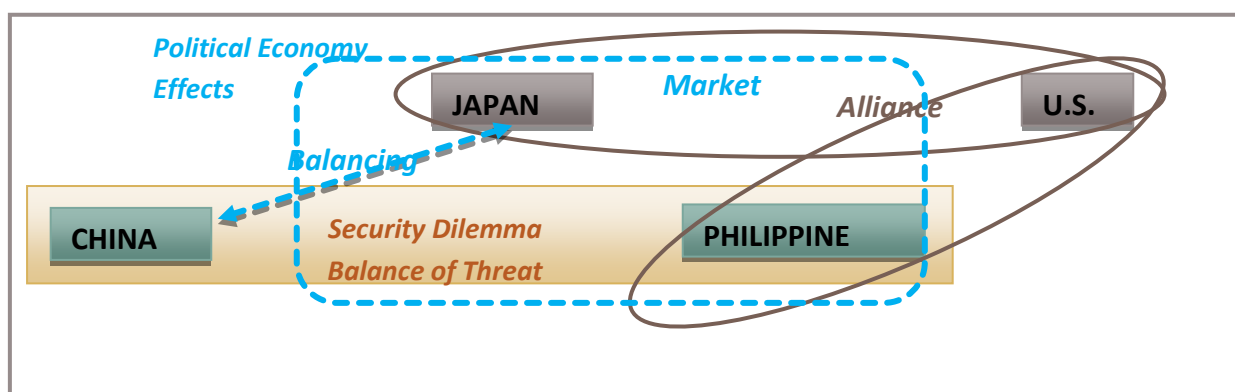 Political Economy
Effects
Market
JAPAN
Alliance
U.S.
Balancing
CHINA
Security Dilemma
Balance of Threat
PHILIPPINE